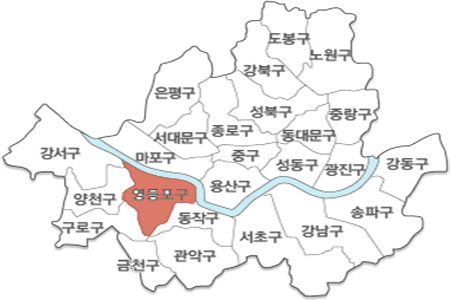 도봉구
노원구
강북구
은평구
성북구
중랑구
서대문구
종로구
동대문구
강서구
마포구
중구
성동구
광진구
강동구
양천구
영등포구
용산구
송파구
구로구
동작구
서초구
강남구
금천구
관악구